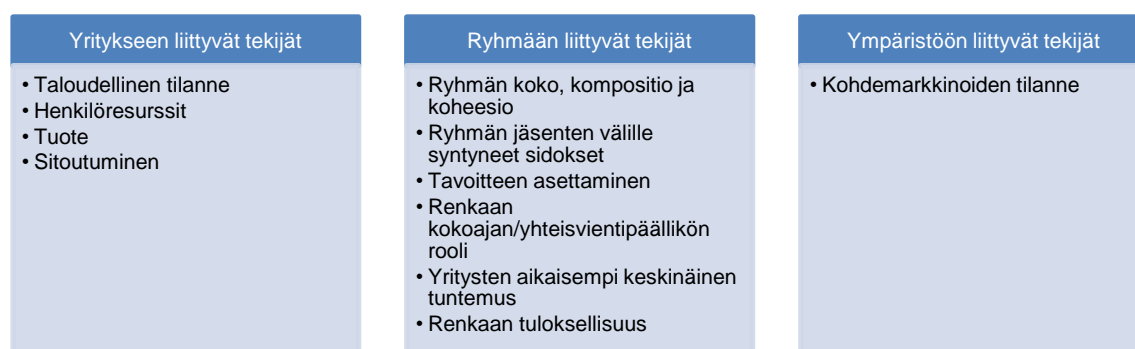 Yritykseen liittyvät tekijät
• Taloudellinen tilanne
• Henkilöresurssit
• Tuote
• Sitoutuminen
Ryhmään liittyvät tekijät
• Ryhmän koko, kompositio ja
koheesio
• Ryhmän jäsenten välille
syntyneet sidokset
• Tavoitteen asettaminen
• Renkaan
kokoajan/yhteisvientipäällikön
rooli
• Yritysten aikaisempi keskinäinen
tuntemus
• Renkaan tuloksellisuus
Ympäristöön liittyvät tekijät
• Kohdemarkkinoiden tilanne